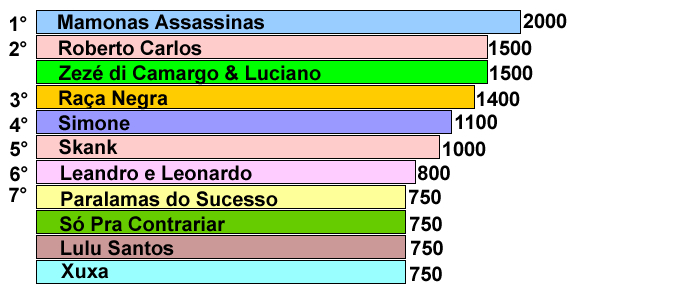 1° Mamonas Assassinas 2000
2° Roberto Carlos 1500
Zezé di Camargo & Luciano 1500
3° Raça Negra 1400
4° Simone 1100
5° Skank 1000
6° Leandro e Leonardo 800
7° Paralamas do Sucesso 750
Só Pra Contrariar 750
Lulu Santos 750
Xuxa 750